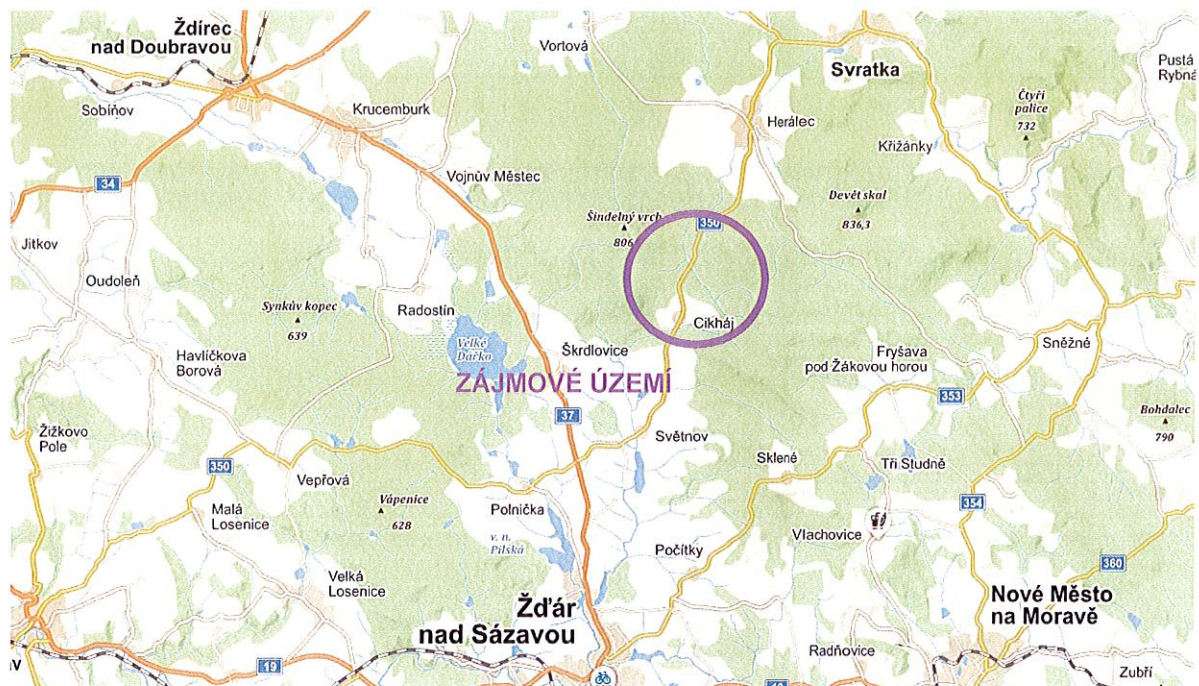 Ždírec
nad Doubravou
Vortová
Svratka
Pustá
Rybná
Sobíňov
Krucemburk
Čtyři
palice
732
Herálec
Křižánky
34
Vojnův Městec
Devět skal
836,3
Šindelný vrch
806
350
Jitkov
Oudoleň
Synkův kopec
639
Radostín
Cikháj
Velké
Dářko
Škrdlovice
Sněžné
Havlíčkova
Borová
Fryšava
pod Žákovou horou
ZÁJMOVÉ ÚZEMÍ
353
37
Bohdalec
790
Žižkovo
Pole
Světnov
350
Vepřová
Sklené
Tři Studně
Malá
Losenice
Vápenice
628
Polnička
354
v. n.
Pilská
Vlachovice
Počítky
360
Velká
Losenice
Žďár
nad Sázavou
Nové Město
na Moravě
Radňovice
19
Zubří